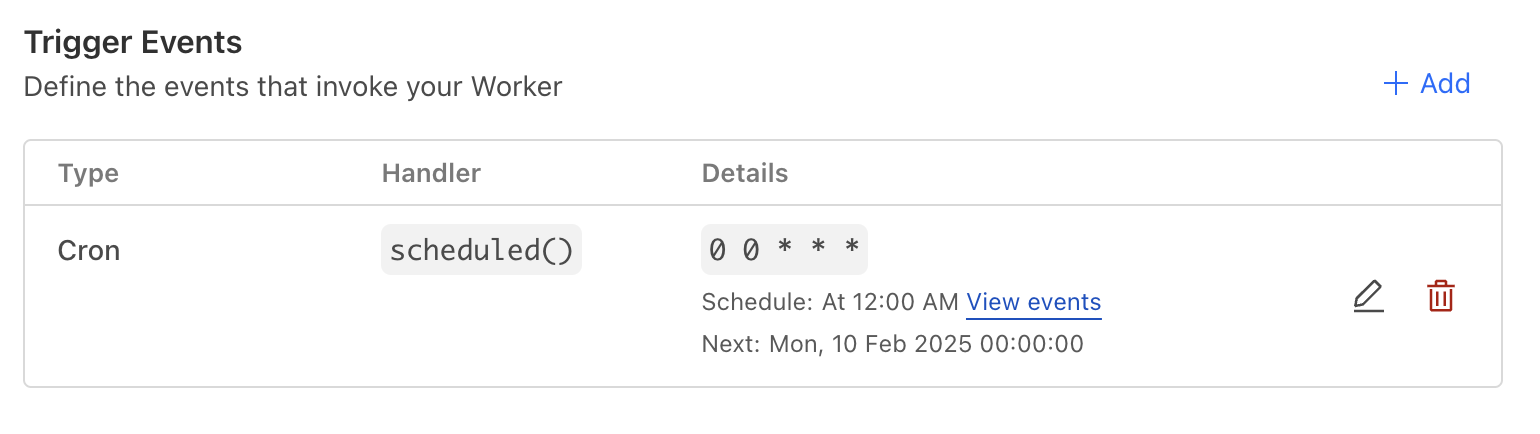 Trigger Events
Define the events that invoke your Worker
+ Add
Type Handler Details
Cron scheduled() 0 0 * * *
Schedule: At 12:00 AM View events
Next: Mon, 10 Feb 2025 00:00:00